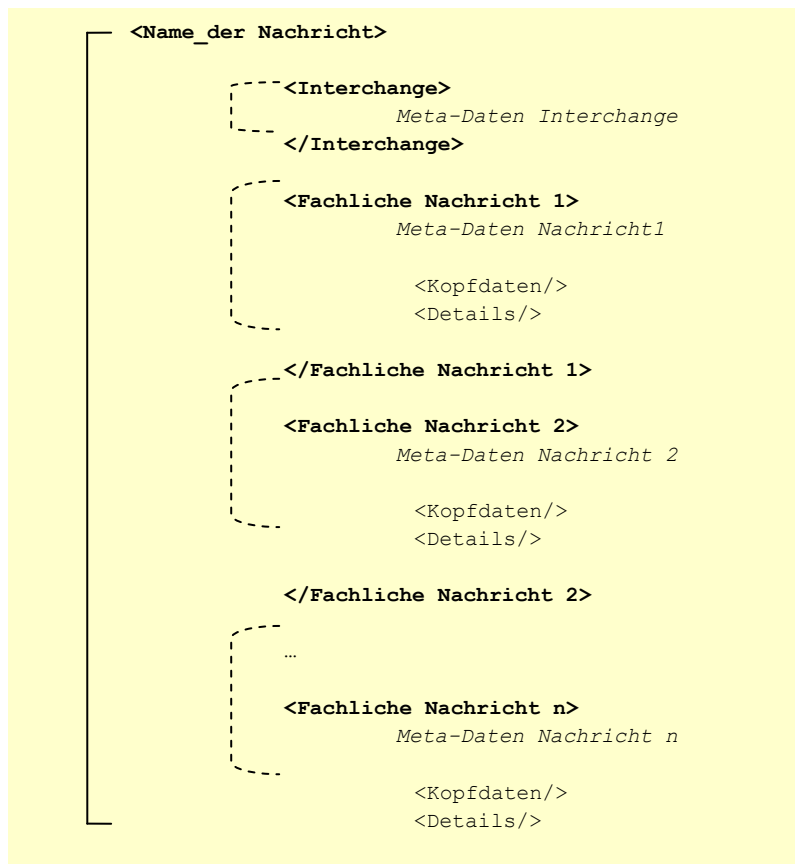 <Name_der Nachricht>
<Interchange>
Meta-Daten Interchange
</Interchange>
<Fachliche Nachricht 1>
Meta-Daten Nachricht1
<Kopfdaten/>
<Details/>
</Fachliche Nachricht 1>
<Fachliche Nachricht 2>
Meta-Daten Nachricht 2
<Kopfdaten/>
<Details/>
</Fachliche Nachricht 2>
…
<Fachliche Nachricht n>
Meta-Daten Nachricht n
<Kopfdaten/>
<Details/>